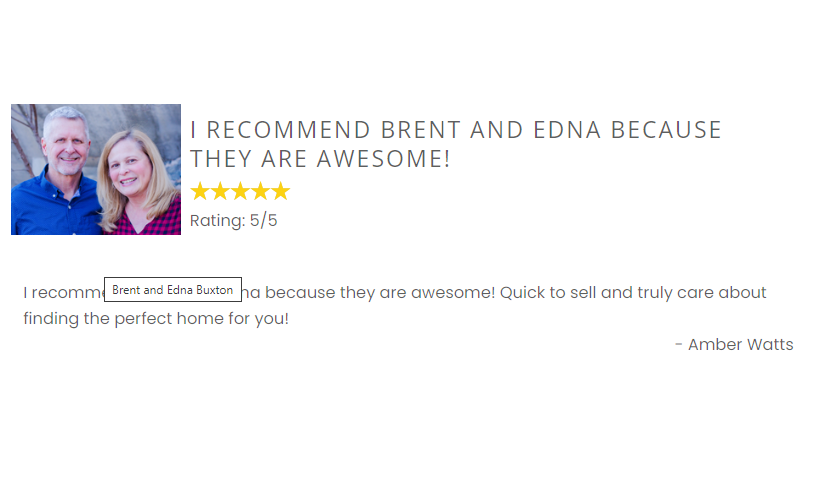 I RECOMMEND BRENT AND EDNA BECAUSE
THEY ARE AWESOME!
Rating: 5/5
Brent and Edna Buxton
I recomme na because they are awesome! Quick to sell and truly care about
finding the perfect home for you!
- Amber Watts